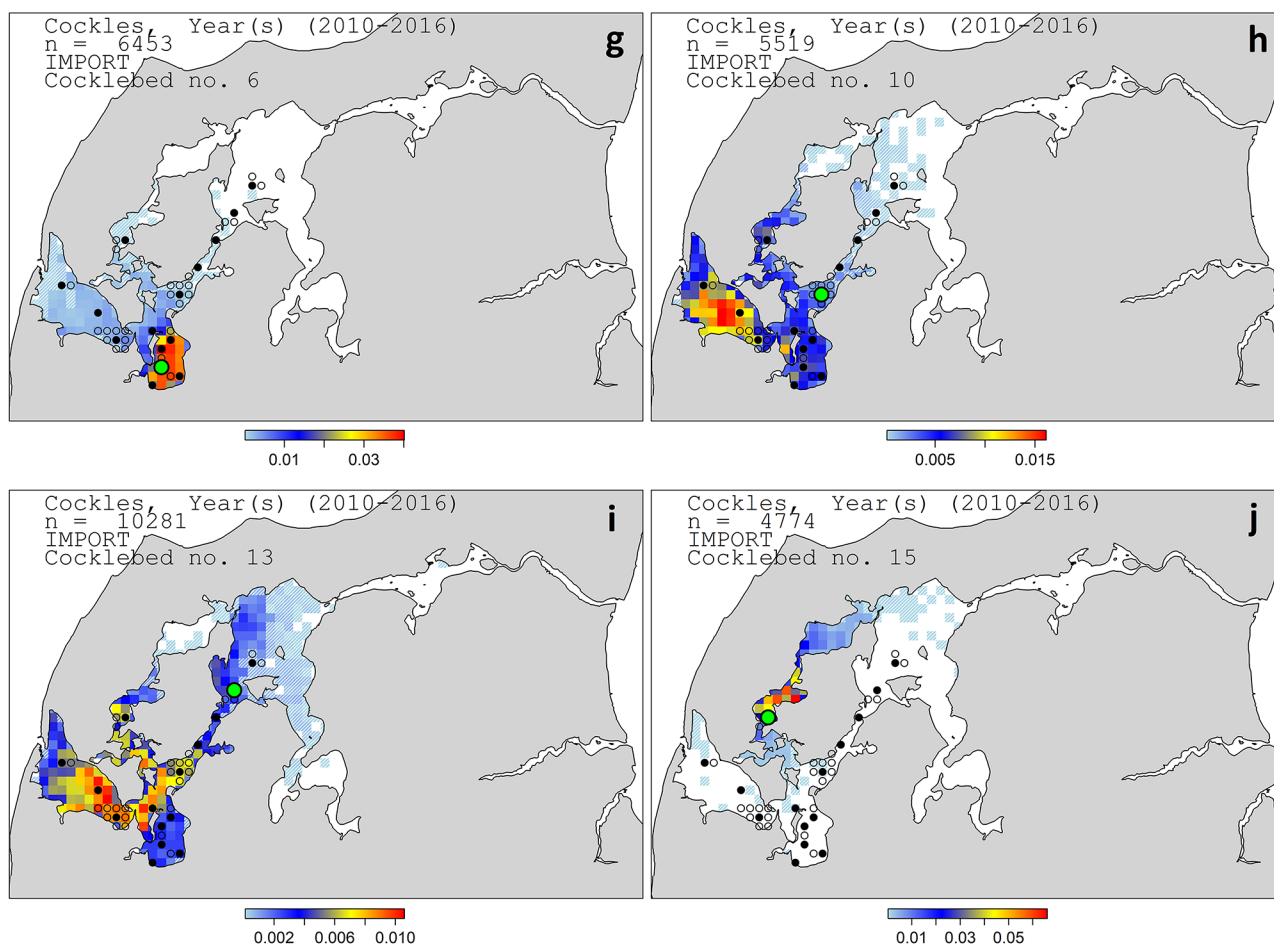 Cockles, Year(s) (2010-2016)
n = 6453
IMPORT
Cocklebed no. 6
g
0.01 0.03
Cockles, Year(s) (2010-2016)
n = 5519
IMPORT
Cocklebed no. 10
h
0.005 0.015
Cockles, Year(s) (2010-2016)
n = 10281
IMPORT
Cocklebed no. 13
i
0.002 0.006 0.010
Cockles, Year(s) (2010-2016)
n = 4774
IMPORT
Cocklebed no. 15
j
0.01 0.03 0.05